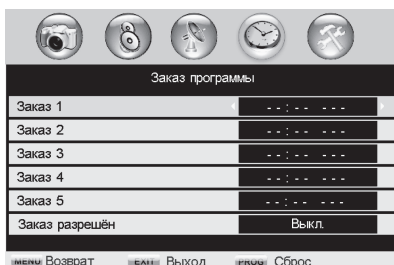 Заказ программы
Заказ 1 --:-- ---
Заказ 2 --:-- ---
Заказ 3 --:-- ---
Заказ 4 --:-- ---
Заказ 5 --:-- ---
Заказ разрешён Выкл.
MENU Возврат EXIT Выход PROG Сброс